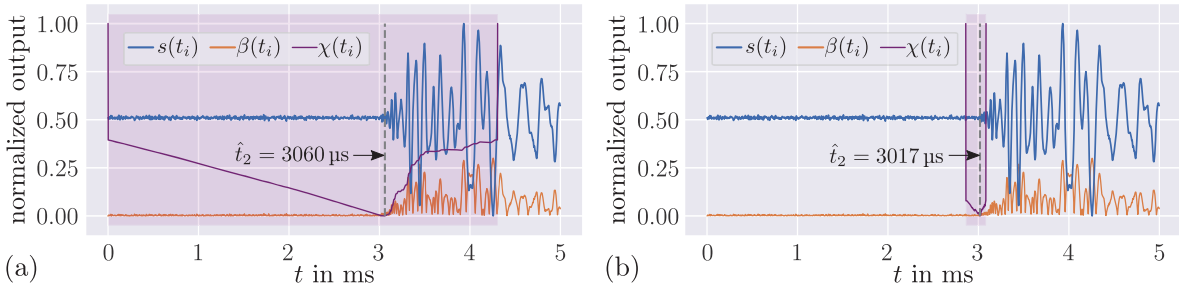 normalized output
1.00
0.75
0.50
0.25
0.00
s(t_i) β(t_i) χ(t_i)
t̂₂ = 3060 µs
0 1 2 3 4 5
t in ms
(a)
normalized output
1.00
0.75
0.50
0.25
0.00
s(t_i) β(t_i) χ(t_i)
t̂₂ = 3017 µs
0 1 2 3 4 5
t in ms
(b)